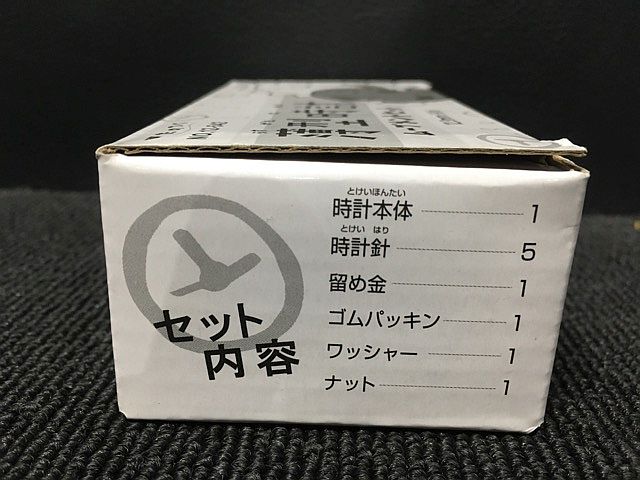 セット
内容
とけいほんたい
時計本体 1
とけい はり
時計針 5
留め金 1
ゴムパッキン 1
ワッシャー 1
ナット 1